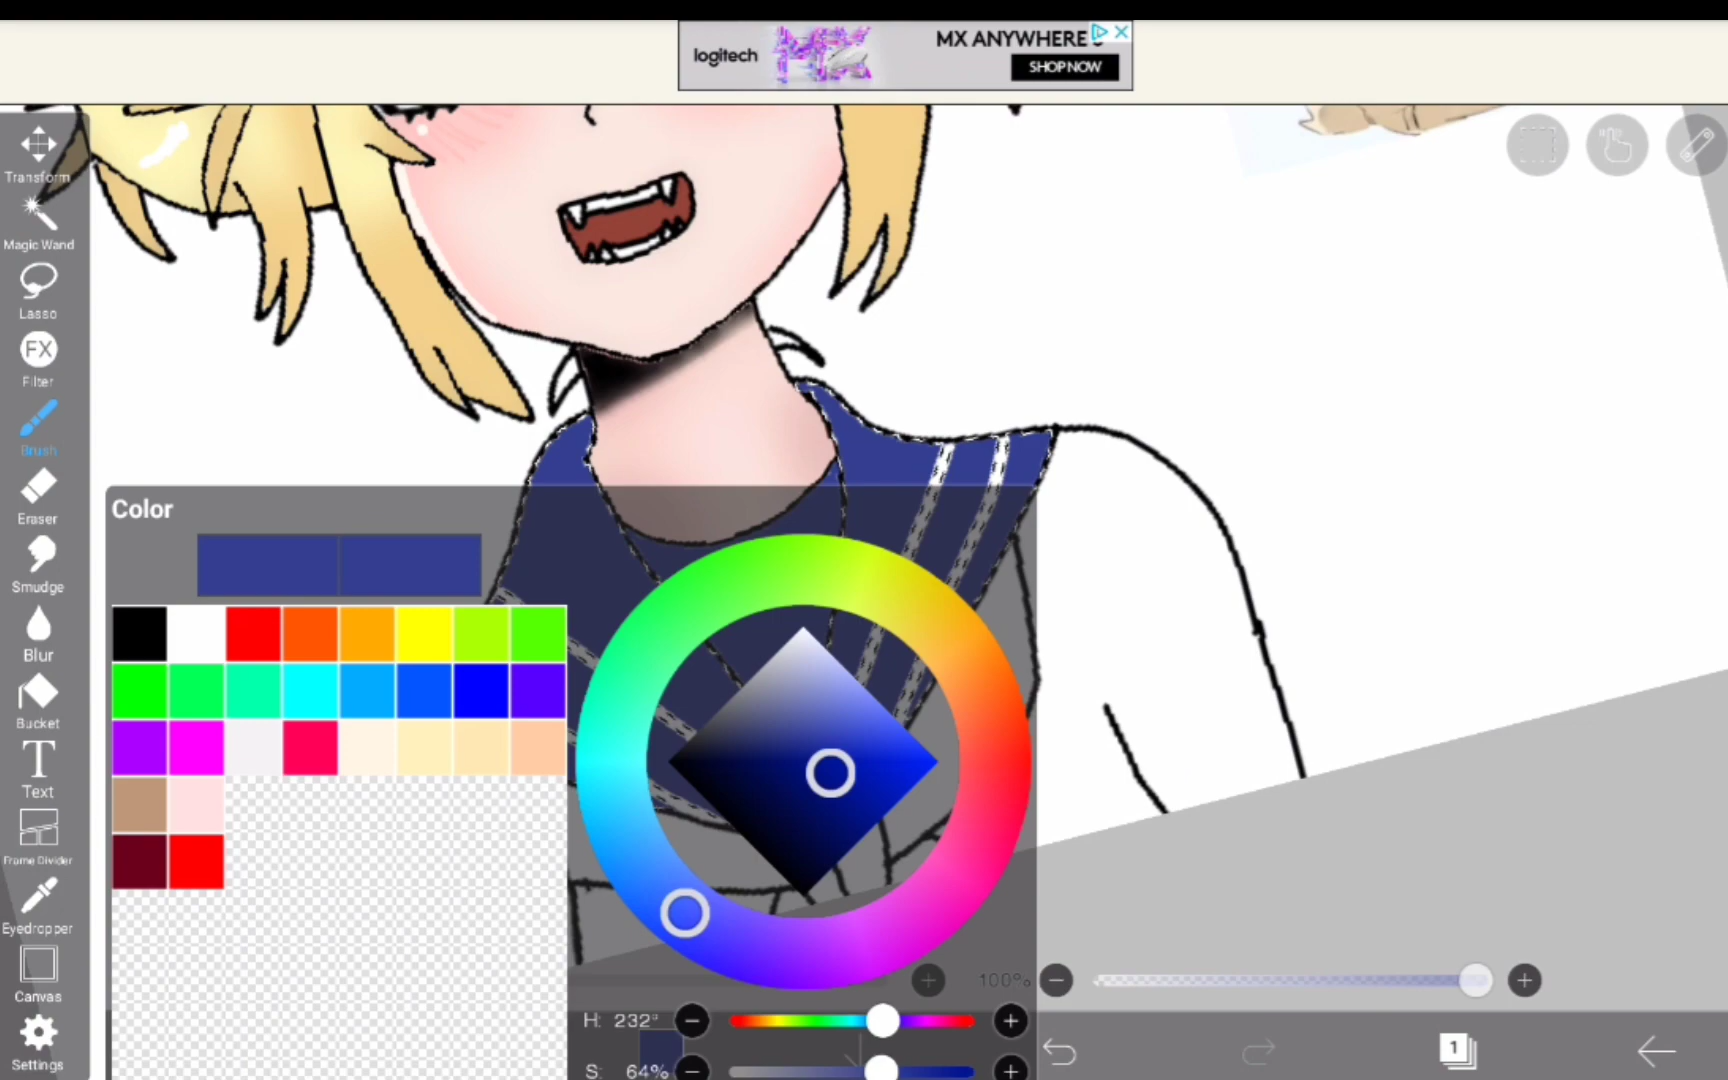 logitech
MX
MX ANYWHERE
SHOP NOW
Transform
Magic Wand
Lasso
FX
Filter
Brush
Eraser
Smudge
Blur
Bucket
T
Text
Frame Divider
Eyedropper
Canvas
Settings
Color
100%
H: 232°
S: 64%
1